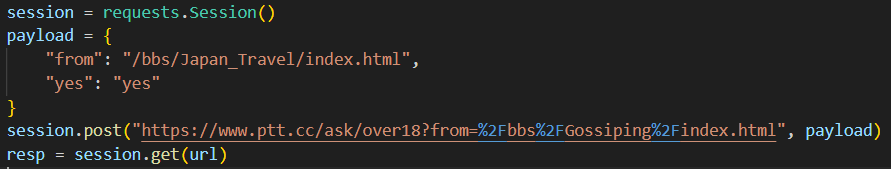 session = requests.Session()
payload = {
    "from": "/bbs/Japan_Travel/index.html",
    "yes": "yes"
}
session.post("https://www.ptt.cc/ask/over18?from=%2Fbbs%2FGossiping%2Findex.html", payload)
resp = session.get(url)